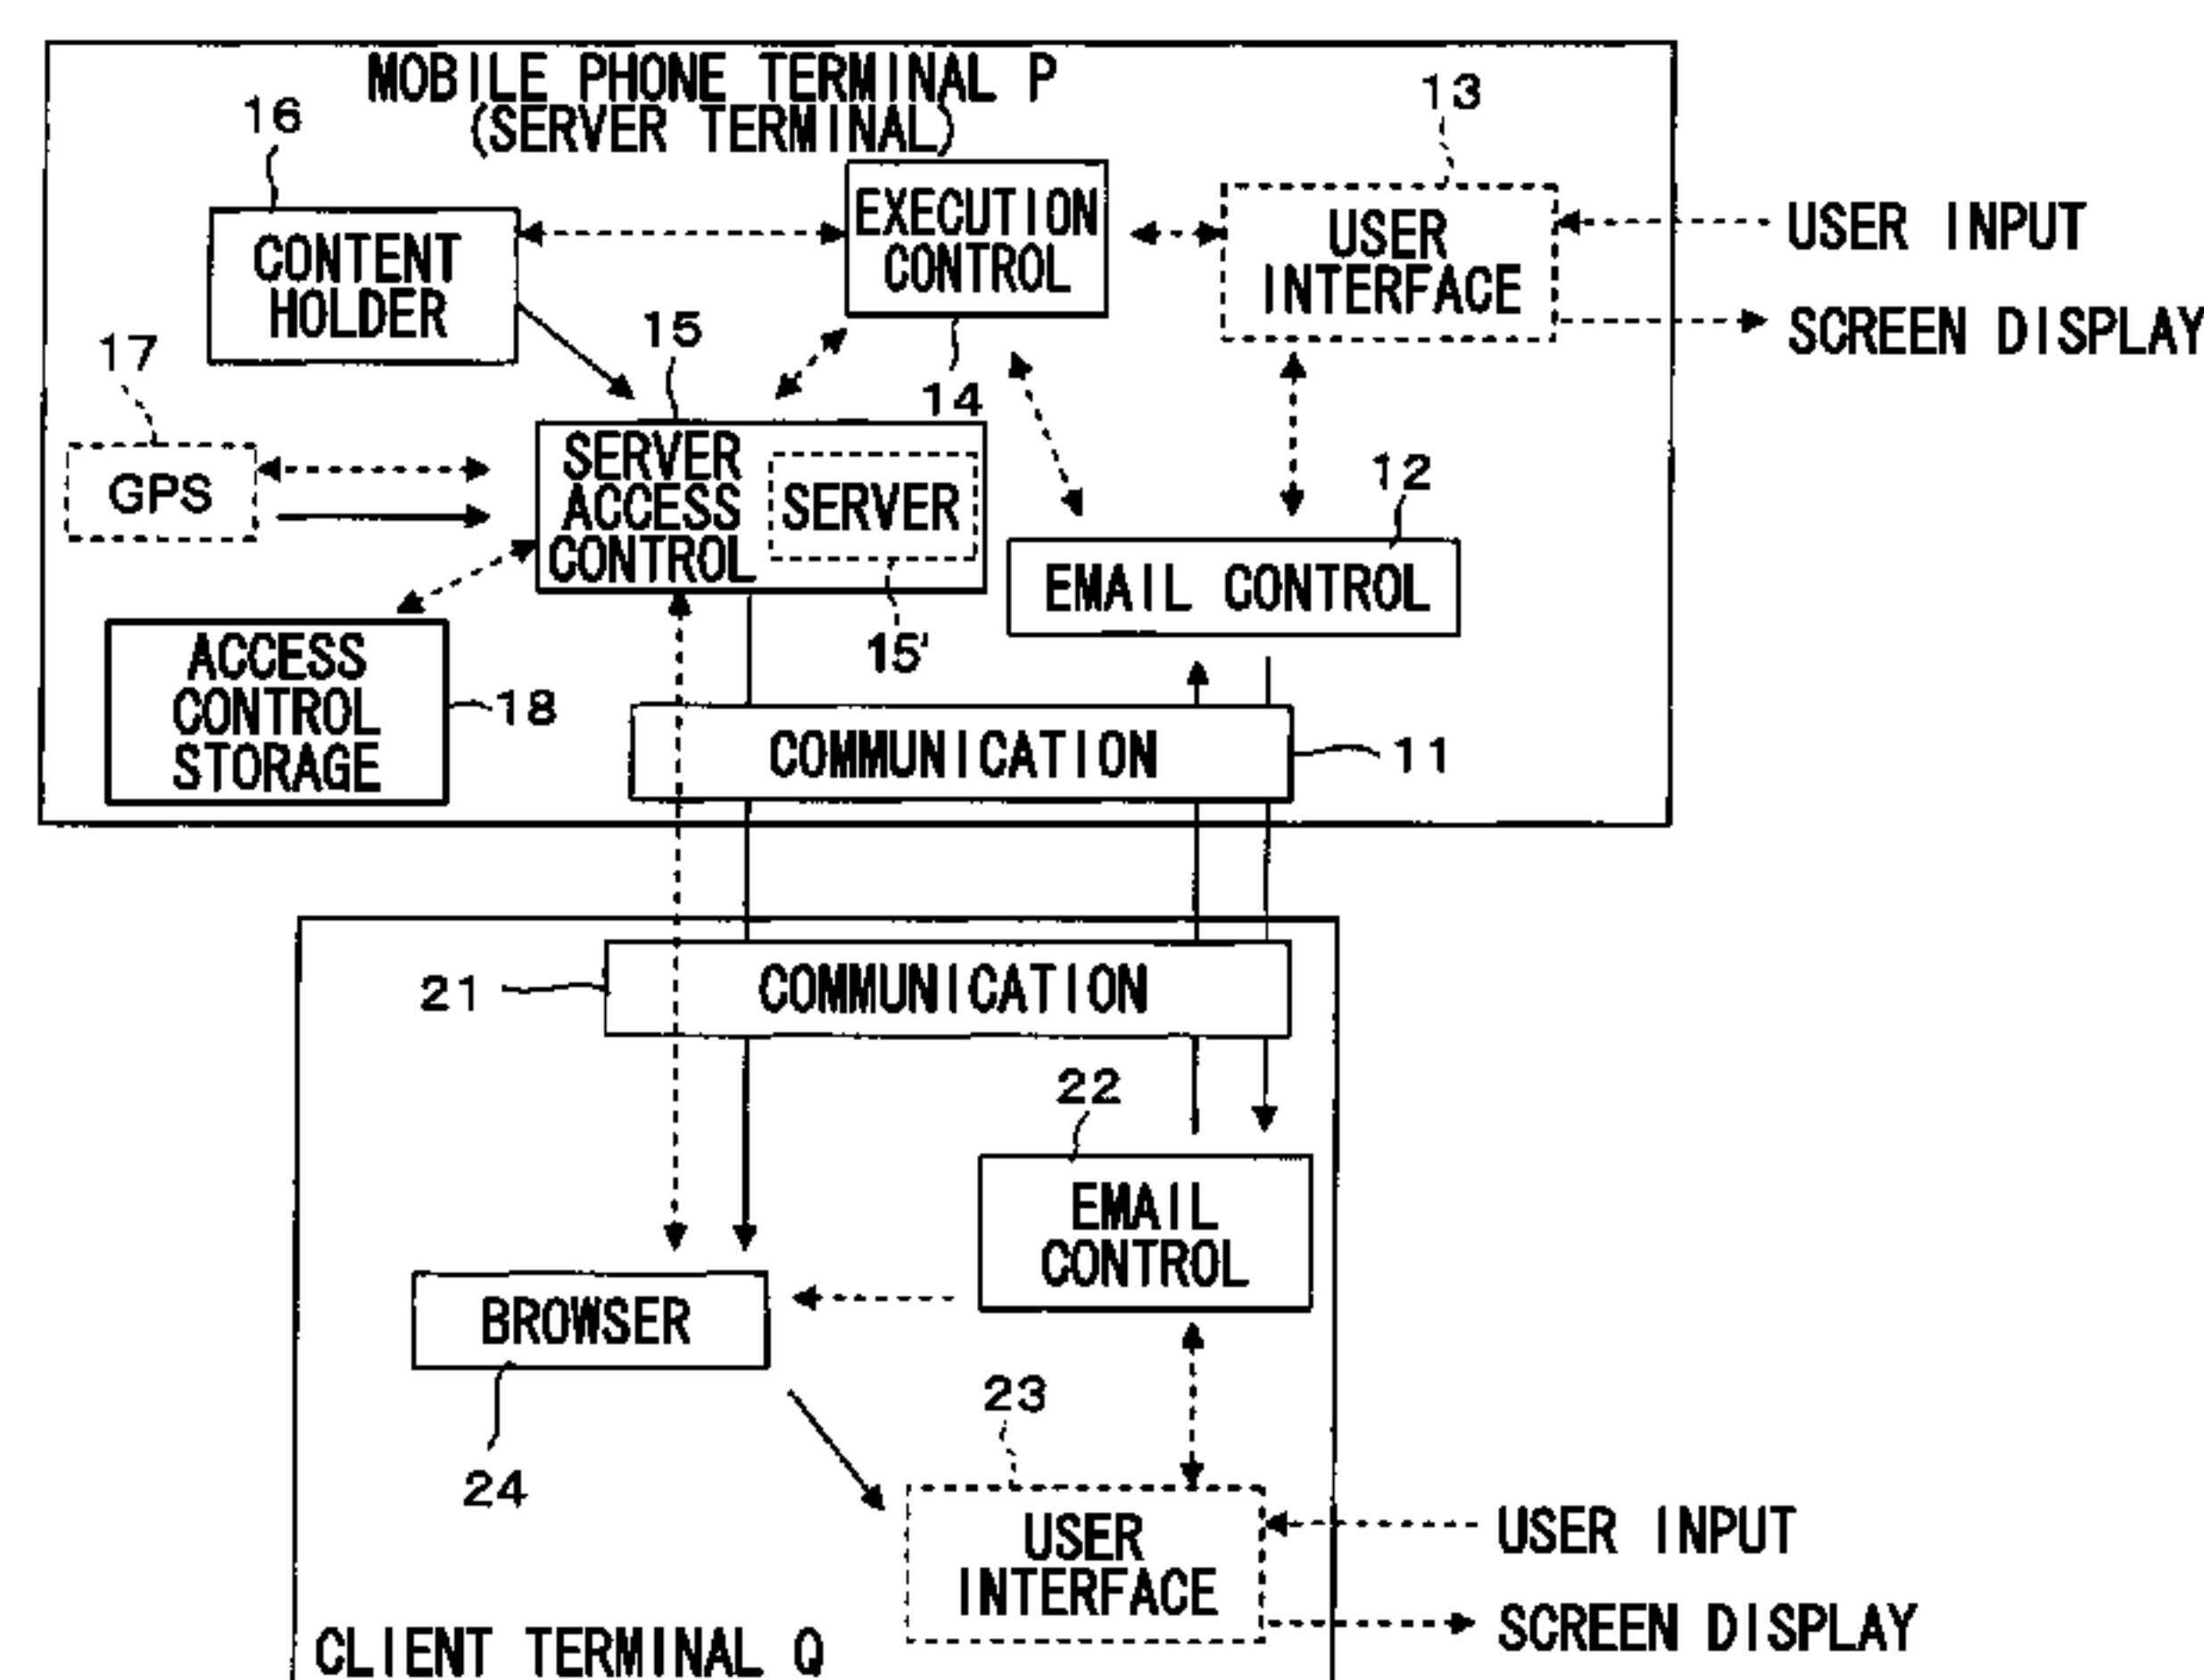 MOBILE PHONE TERMINAL P
(SERVER TERMINAL)
16
13
CONTENT
HOLDER
EXECUTION
CONTROL
USER
INTERFACE
USER INPUT
SCREEN DISPLAY
17
15
14
GPS
SERVER
ACCESS
CONTROL
SERVER
12
EMAIL CONTROL
15'
ACCESS
CONTROL
STORAGE
18
COMMUNICATION
11
21
COMMUNICATION
22
EMAIL
CONTROL
BROWSER
24
23
USER
INTERFACE
USER INPUT
SCREEN DISPLAY
CLIENT TERMINAL Q